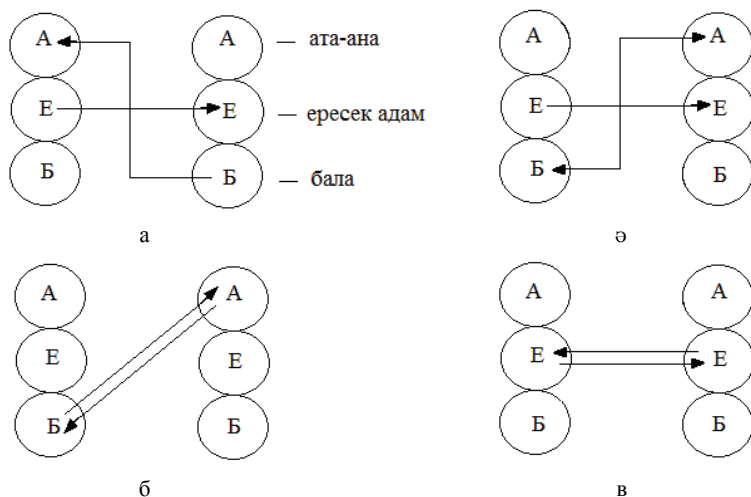 А А — ата-ана
Е Е — ересек адам
Б Б — бала
а
А А
Е Е
Б Б
ә
А А
Е Е
Б Б
б
А А
Е Е
Б Б
в